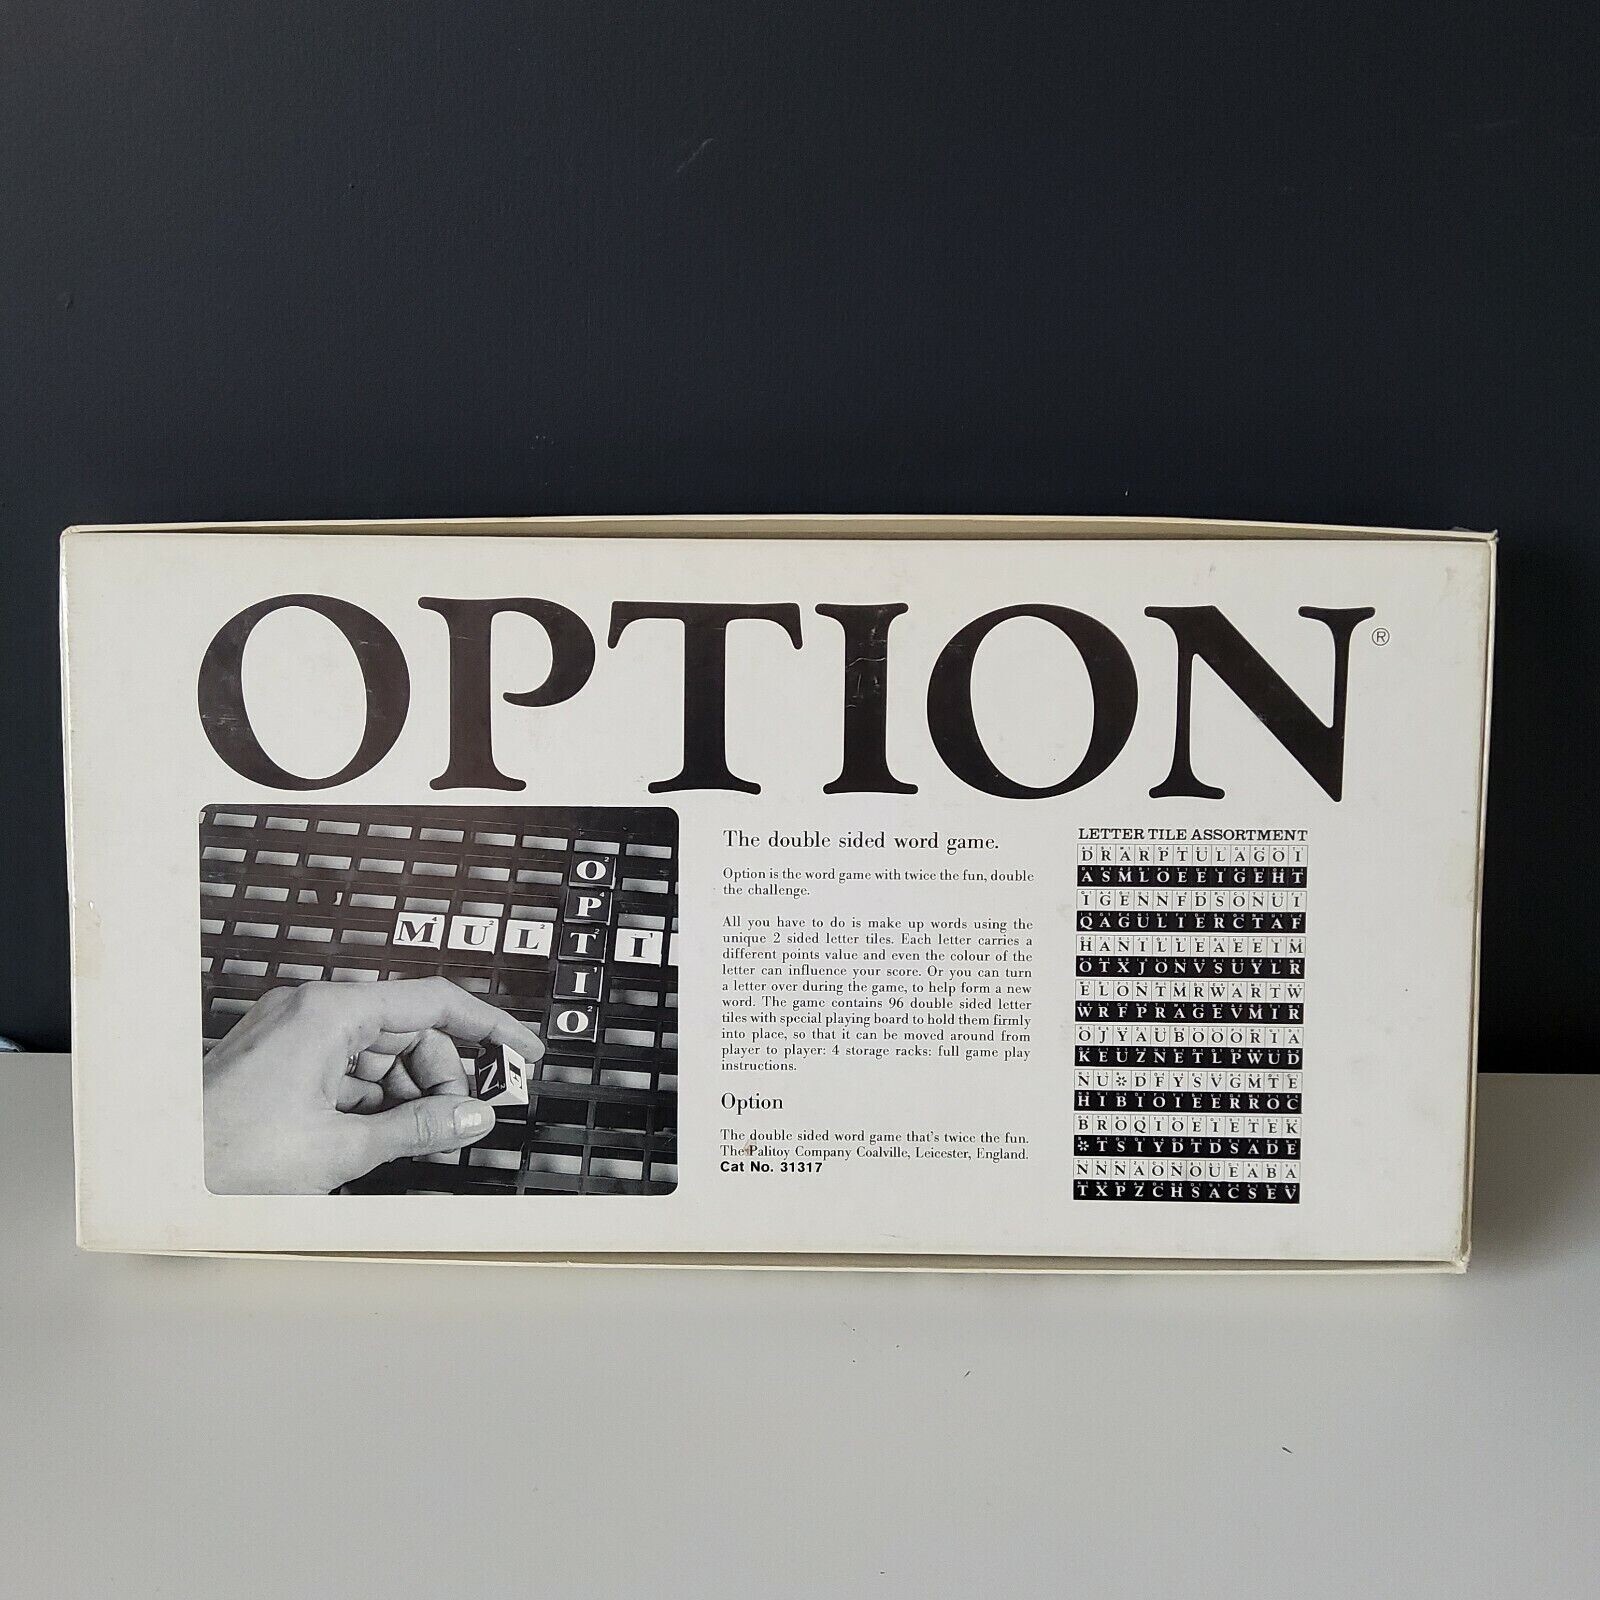 OPTION®
O
P
MULTI
I
O
N E
The double sided word game.
Option is the word game with twice the fun, double
the challenge.
All you have to do is make up words using the
unique 2 sided letter tiles. Each letter carries a
different points value and even the colour of the
letter can influence your score. Or you can turn
a letter over during the game, to help form a new
word. The game contains 96 double sided letter
tiles with special playing board to hold them firmly
into place, so that it can be moved around from
player to player: 4 storage racks: full game play
instructions.
Option
The double sided word game that's twice the fun.
The Palitoy Company Coalville, Leicester, England.
Cat No. 31317
LETTER TILE ASSORTMENT
DRARPTULAGOI
ASMLOEEIGEHT
IGENNFDSONUI
QAGULIERCTAF
HANILLEAEEIM
OTXJONVSUYLR
ELONTMRWARTW
WRFPRAGEVMIR
OJYAUBOOORIA
KEUZNETLPWUD
NU✻DFYSVGMTE
HIBIOIEERROC
BROQIOEIETEK
✻TSIYDTDSADE
NNNAONOUEABA
TXPZCHSACSEV